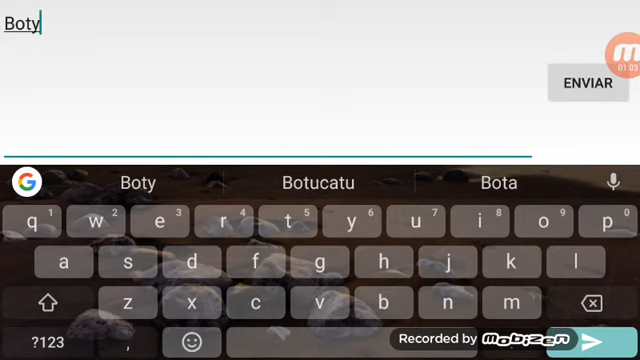 Boty
01:03
ENVIAR
G
Boty Botucatu Bota
q 1 w 2 e 3 r 4 t 5 y 6 u 7 i 8 o 9 p 0
a s d f g h j k l
z x c v b n m
?123 ,
Recorded by mobizen